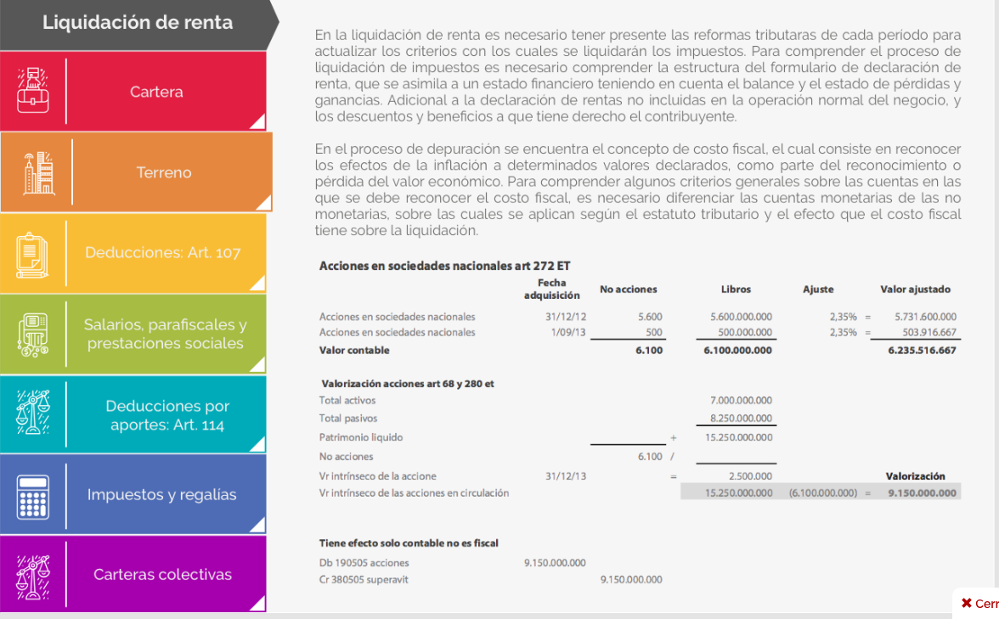 Liquidación de renta
Cartera
Terreno
Deducciones: Art. 107
Salarios, parafiscales y
prestaciones sociales
Deducciones por
aportes: Art. 114
Impuestos y regalías
Carteras colectivas
En la liquidación de renta es necesario tener presente las reformas tributaras de cada período para
actualizar los criterios con los cuales se liquidarán los impuestos. Para comprender el proceso de
liquidación de impuestos es necesario comprender la estructura del formulario de declaración de
renta, que se asimila a un estado financiero teniendo en cuenta el balance y el estado de pérdidas y
ganancias. Adicional a la declaración de rentas no incluidas en la operación normal del negocio, y
los descuentos y beneficios a que tiene derecho el contribuyente.
En el proceso de depuración se encuentra el concepto de costo fiscal, el cual consiste en reconocer
los efectos de la inflación a determinados valores declarados, como parte del reconocimiento o
pérdida del valor económico. Para comprender algunos criterios generales sobre las cuentas en las
que se debe reconocer el costo fiscal, es necesario diferenciar las cuentas monetarias de las no
monetarias, sobre las cuales se aplican según el estatuto tributario y el efecto que el costo fiscal
tiene sobre la liquidación.
Acciones en sociedades nacionales art 272 ET
Fecha
adquisición No acciones Libros Ajuste Valor ajustado
Acciones en sociedades nacionales 31/12/12 5.600 5.600.000.000 2,35% = 5.731.600.000
Acciones en sociedades nacionales 1/09/13 500 500.000.000 2,35% = 503.916.667
Valor contable 6.100 6.100.000.000 6.235.516.667
Valorización acciones art 68 y 280 et
Total activos 7.000.000.000
Total pasivos 8.250.000.000
Patrimonio liquido + 15.250.000.000
No acciones 6.100 /
Vr intrínseco de la accione 31/12/13 = 2.500.000 Valorización
Vr intrínseco de las acciones en circulación 15.250.000.000 (6.100.000.000) = 9.150.000.000
Tiene efecto solo contable no es fiscal
Db 190505 acciones 9.150.000.000
Cr 380505 superavit 9.150.000.000
✖ Cerr